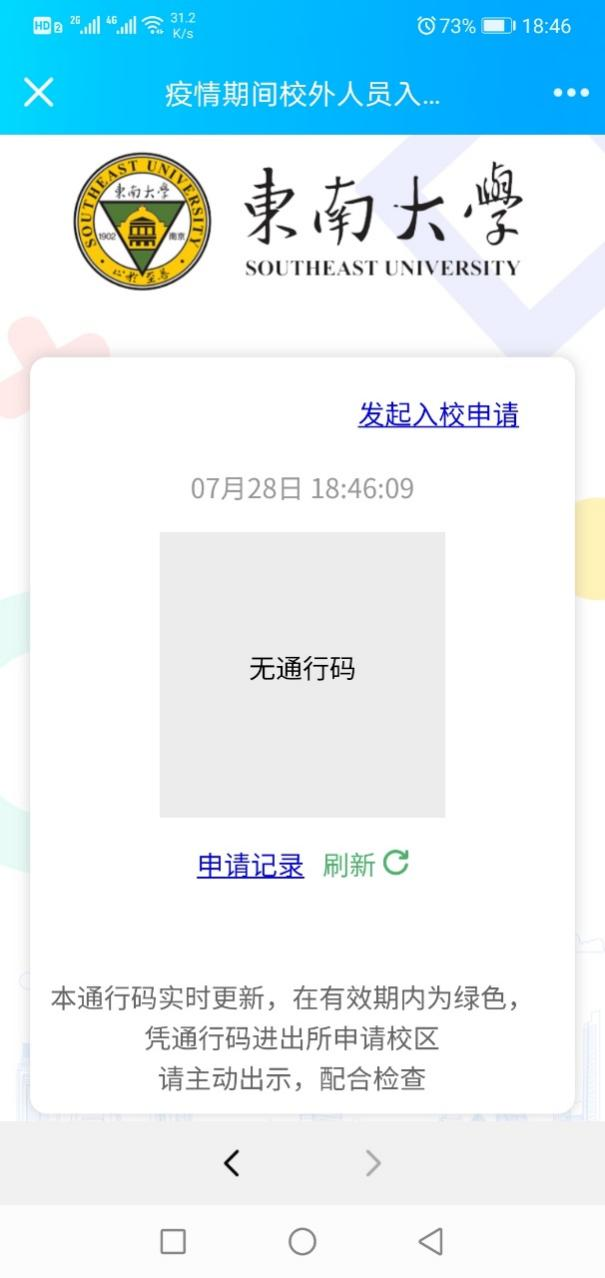 HD 2 2G 4G 31.2 K/s 73% 18:46
疫情期间校外人员入...
SOUTHEAST UNIVERSITY
東南大學
1902 南京
東南大學
SOUTHEAST UNIVERSITY
发起入校申请
07月28日 18:46:09
无通行码
申请记录 刷新
本通行码实时更新，在有效期内为绿色，
凭通行码进出所申请校区
请主动出示，配合检查